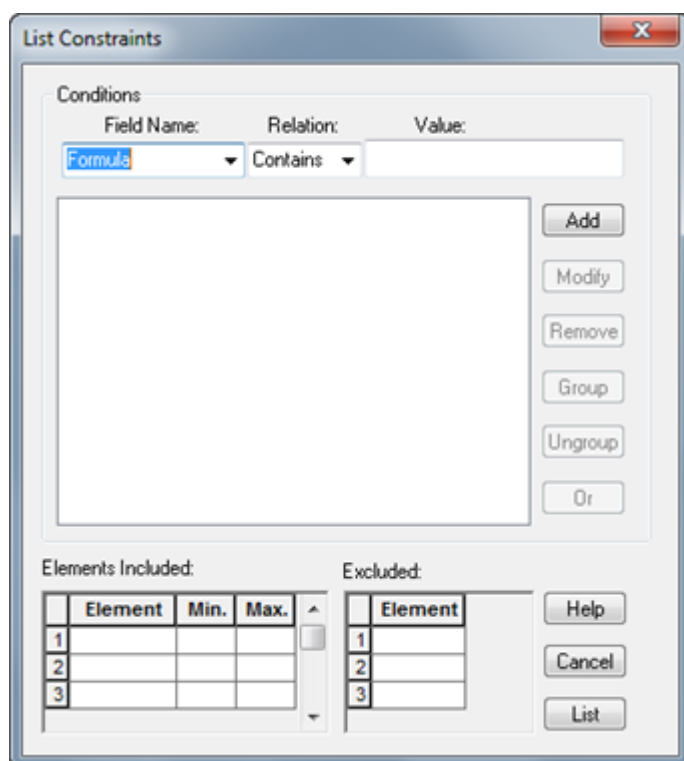 List Constraints
Conditions
Field Name: Relation: Value:
Formula Contains
Add
Modify
Remove
Group
Ungroup
Or
Elements Included: Excluded:
Element Min. Max. Element
1 1
2 2
3 3
Help
Cancel
List